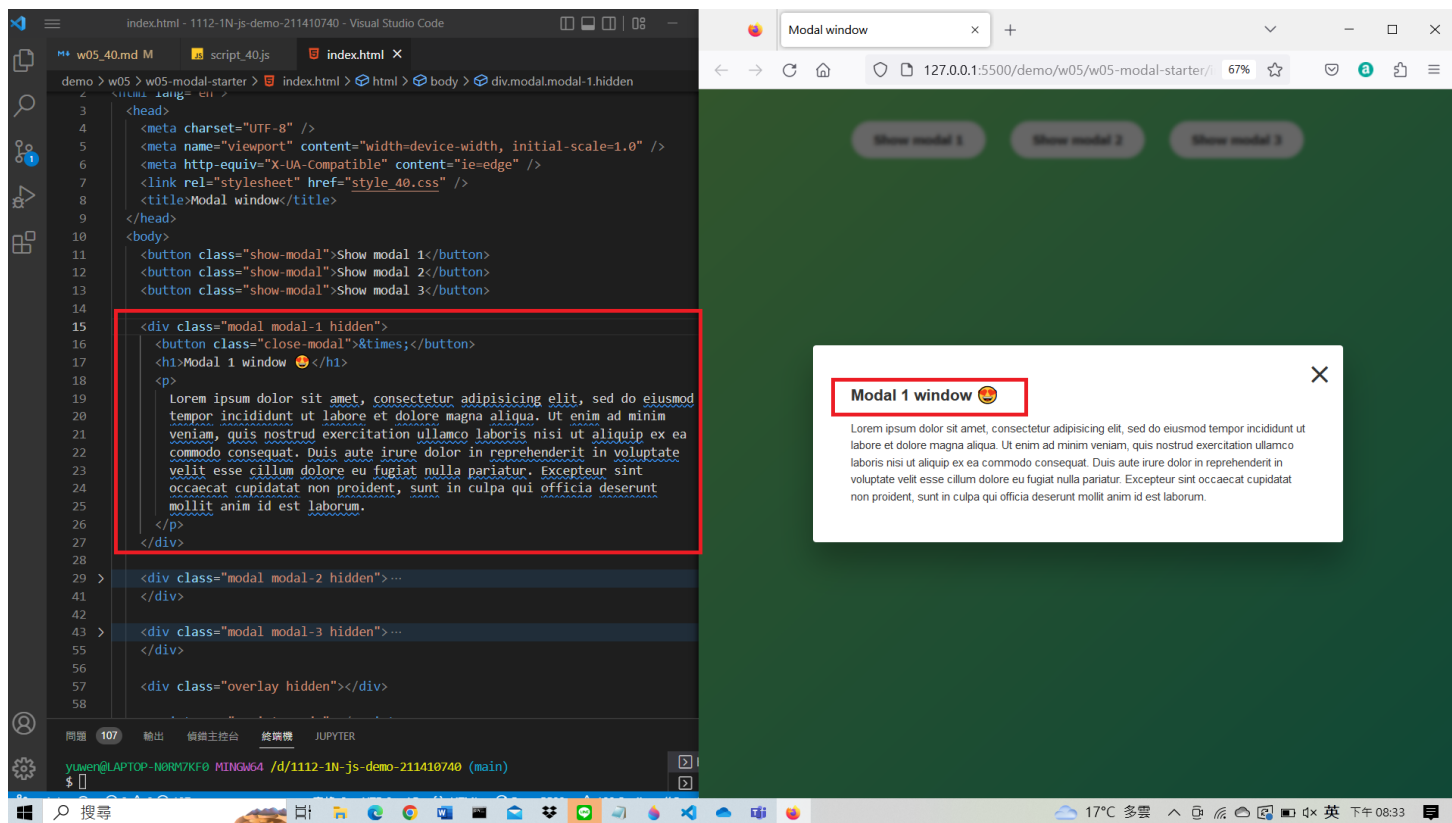 index.html - 1112-1N-js-demo-211410740 - Visual Studio Code
w05_40.md M
script_40.js
index.html
demo > w05 > w05-modal-starter > index.html > html > body > div.modal.modal-1.hidden
2 <html lang="en">
3 <head>
4 <meta charset="UTF-8" />
5 <meta name="viewport" content="width=device-width, initial-scale=1.0" />
6 <meta http-equiv="X-UA-Compatible" content="ie=edge" />
7 <link rel="stylesheet" href="style_40.css" />
8 <title>Modal window</title>
9 </head>
10 <body>
11 <button class="show-modal">Show modal 1</button>
12 <button class="show-modal">Show modal 2</button>
13 <button class="show-modal">Show modal 3</button>
14
15 <div class="modal modal-1 hidden">
16 <button class="close-modal">&times;</button>
17 <h1>Modal 1 window 😍</h1>
18 <p>
19 Lorem ipsum dolor sit amet, consectetur adipisicing elit, sed do eiusmod
20 tempor incididunt ut labore et dolore magna aliqua. Ut enim ad minim
21 veniam, quis nostrud exercitation ullamco laboris nisi ut aliquip ex ea
22 commodo consequat. Duis aute irure dolor in reprehenderit in voluptate
23 velit esse cillum dolore eu fugiat nulla pariatur. Excepteur sint
24 occaecat cupidatat non proident, sunt in culpa qui officia deserunt
25 mollit anim id est laborum.
26 </p>
27 </div>
28
29 <div class="modal modal-2 hidden">…
41 </div>
42
43 <div class="modal modal-3 hidden">…
55 </div>
56
57 <div class="overlay hidden"></div>
58
問題 107 輸出 偵錯主控台 終端機 JUPYTER
yuwen@LAPTOP-N0RM7KF0 MINGW64 /d/1112-1N-js-demo-211410740 (main)
$
Modal window
127.0.0.1:5500/demo/w05/w05-modal-starter/
67%
Show modal 1
Show modal 2
Show modal 3
Modal 1 window 😍
Lorem ipsum dolor sit amet, consectetur adipisicing elit, sed do eiusmod tempor incididunt ut
labore et dolore magna aliqua. Ut enim ad minim veniam, quis nostrud exercitation ullamco
laboris nisi ut aliquip ex ea commodo consequat. Duis aute irure dolor in reprehenderit in
voluptate velit esse cillum dolore eu fugiat nulla pariatur. Excepteur sint occaecat cupidatat
non proident, sunt in culpa qui officia deserunt mollit anim id est laborum.
搜尋
17°C 多雲
英
下午 08:33